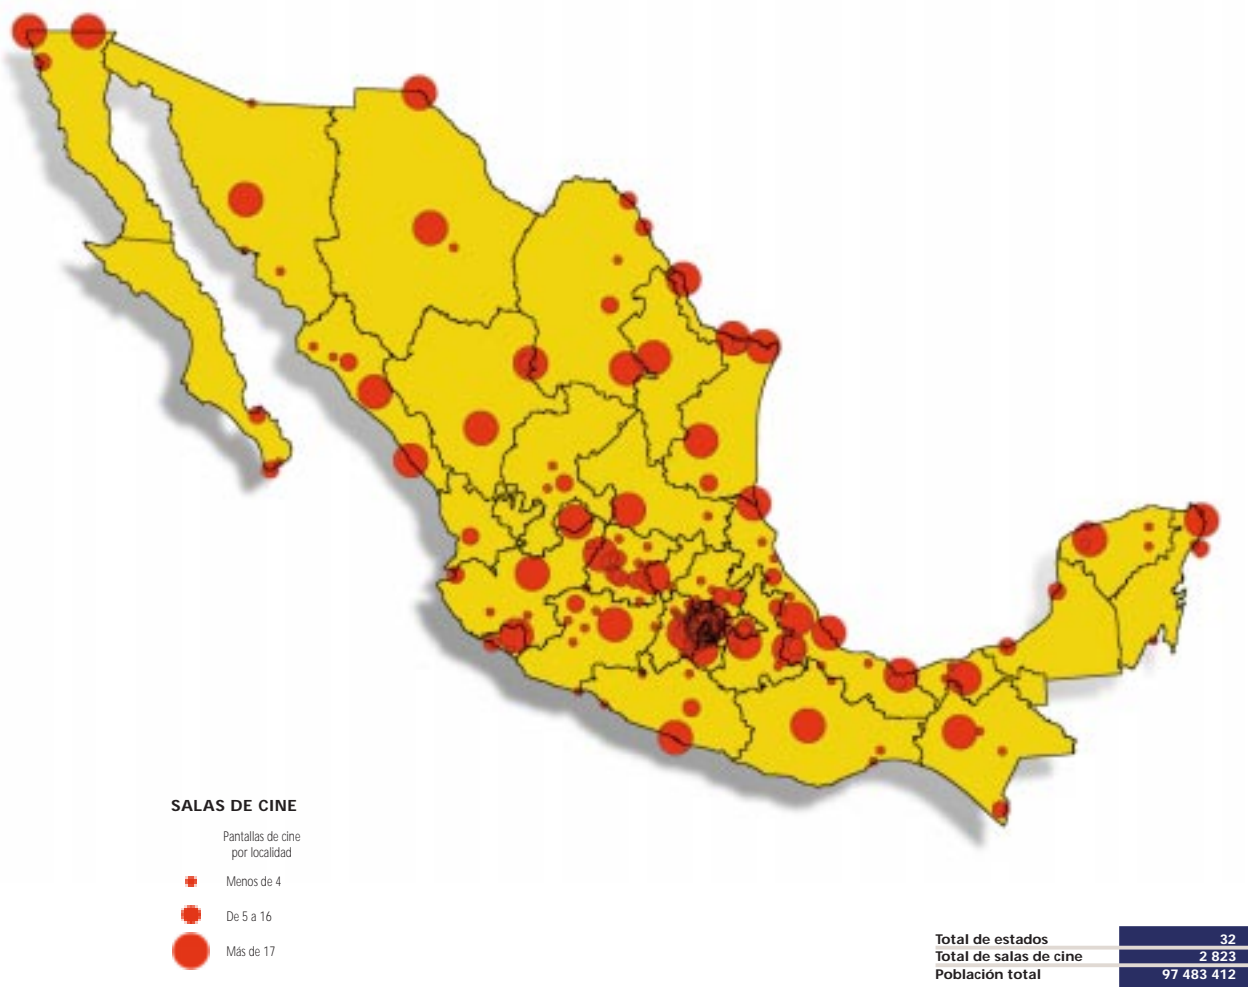 SALAS DE CINE
Pantallas de cine
por localidad
Menos de 4
De 5 a 16
Más de 17
Total de estados 32
Total de salas de cine 2 823
Población total 97 483 412